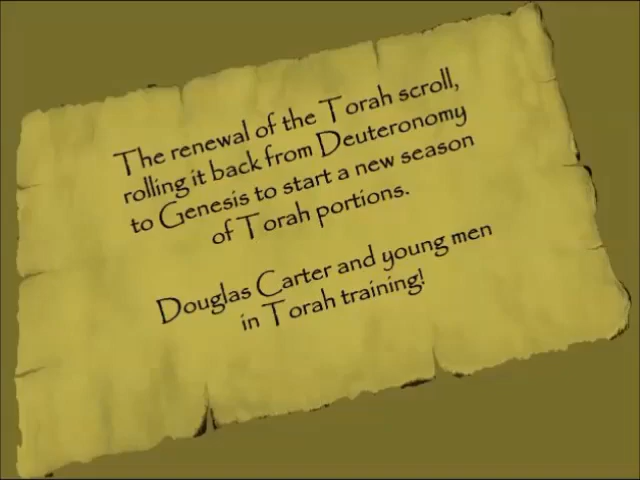 The renewal of the Torah scroll,
rolling it back from Deuteronomy
to Genesis to start a new season
of Torah portions.
Douglas Carter and young men
in Torah training!